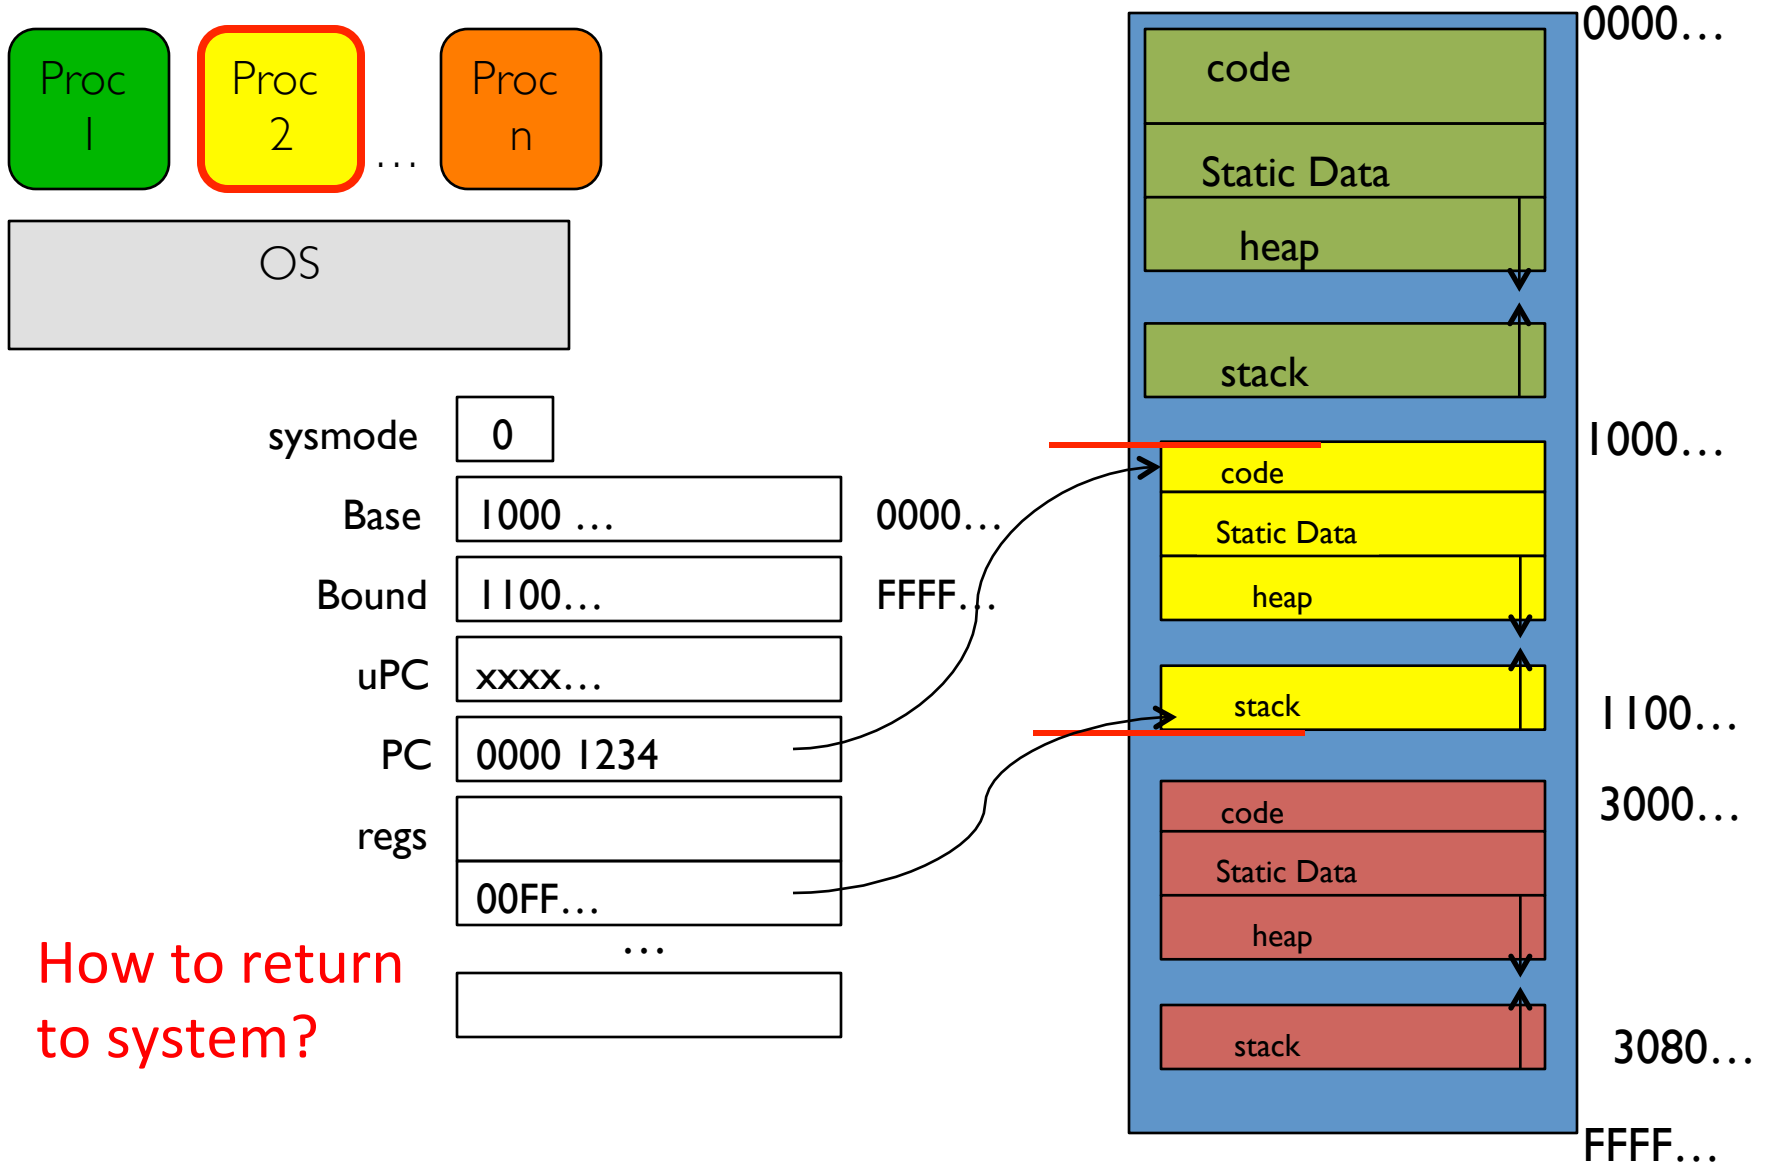 Proc
1
Proc
2
…
Proc
n
OS
sysmode
0
Base
1000 …
0000…
Bound
1100…
FFFF…
uPC
xxxx…
PC
0000 1234
regs
00FF…
…
How to return
to system?
0000…
code
Static Data
heap
stack
1000…
code
Static Data
heap
stack
1100…
3000…
code
Static Data
heap
stack
3080…
FFFF…